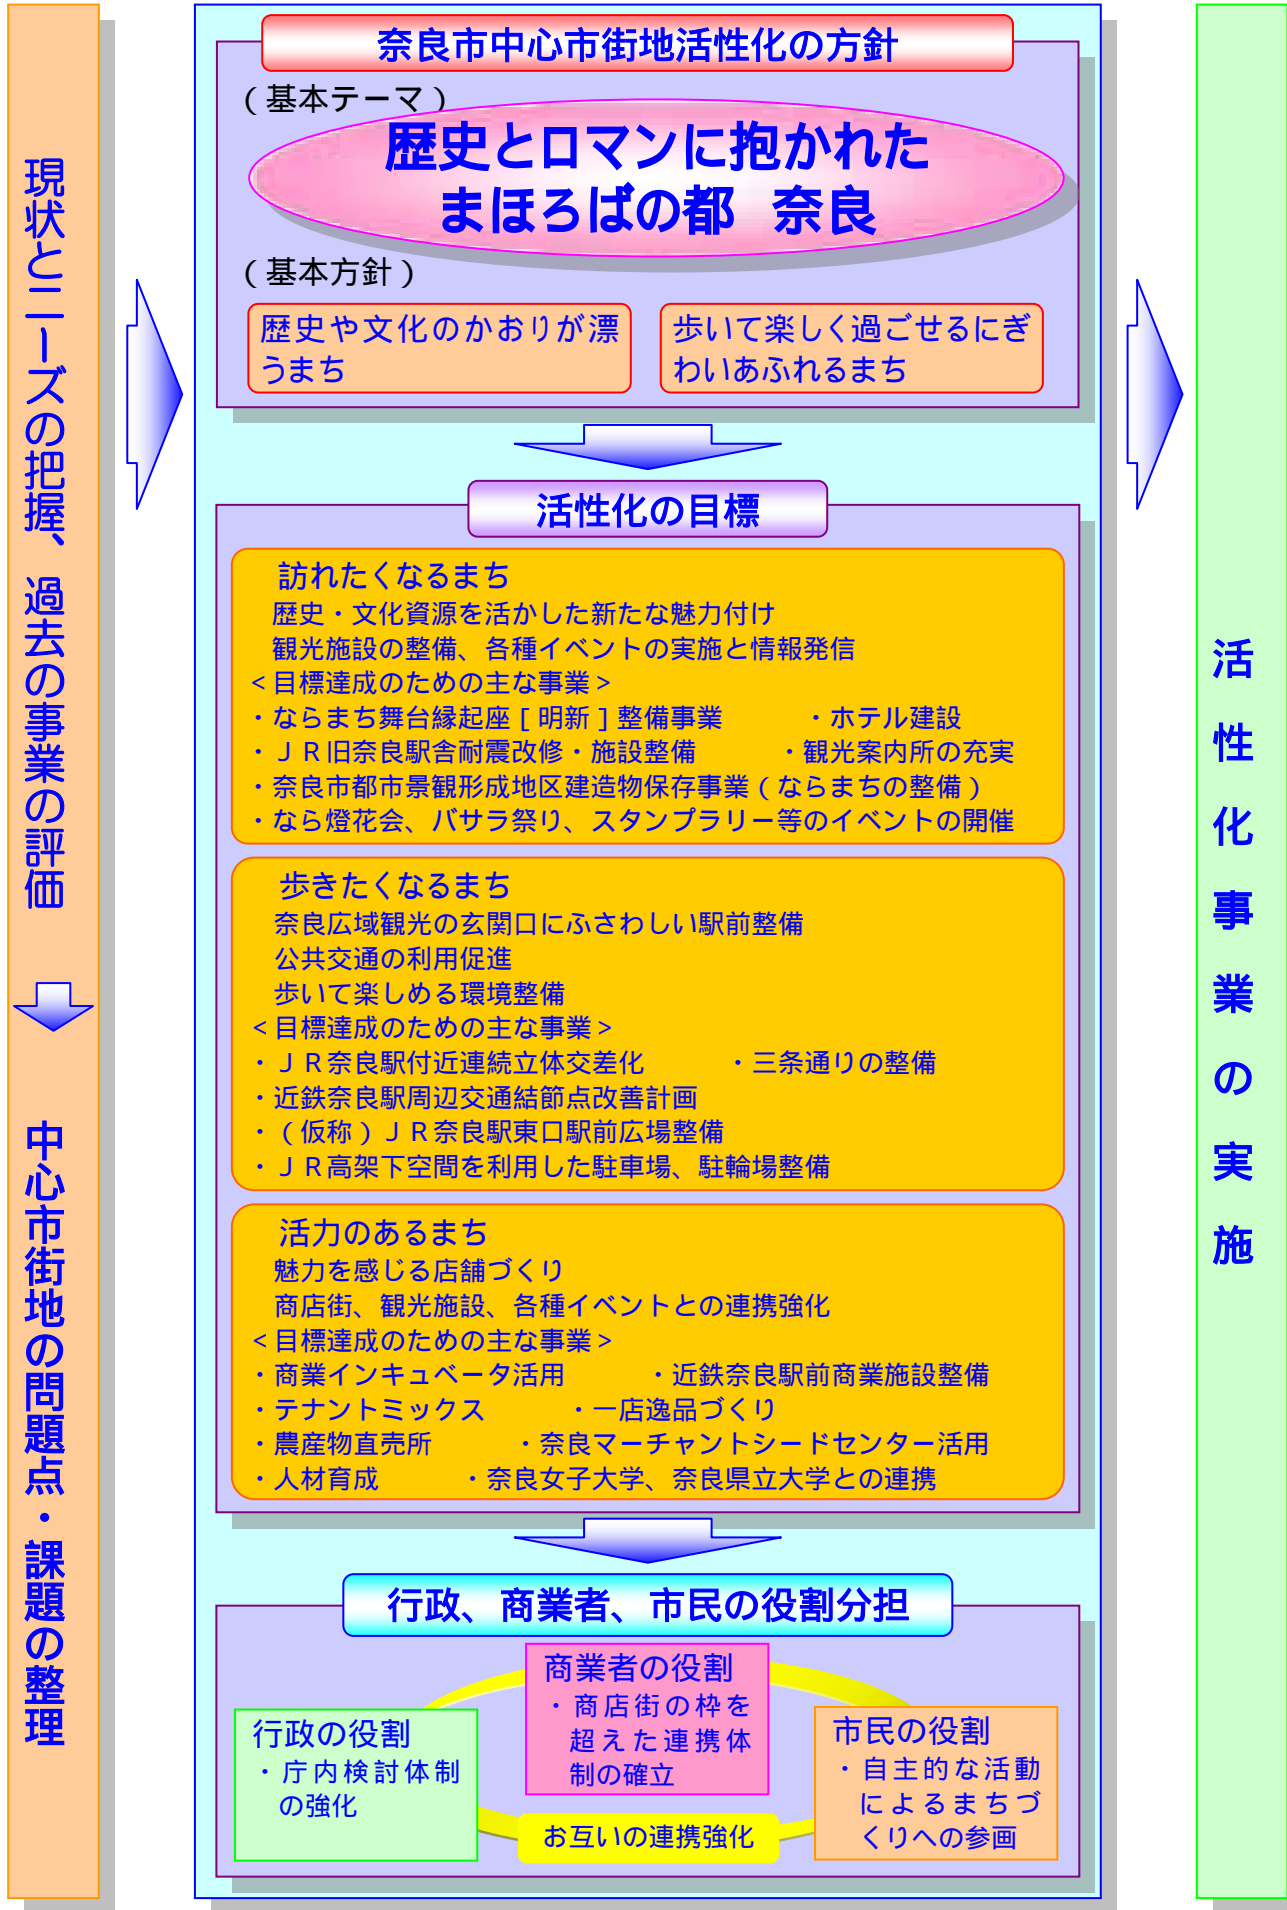 現状とニーズの把握、過去の事業の評価
中心市街地の問題点・課題の整理
奈良市中心市街地活性化の方針
（基本テーマ）
歴史とロマンに抱かれた
まほろばの都　奈良
（基本方針）
歴史や文化のかおりが漂
うまち
歩いて楽しく過ごせるにぎ
わいあふれるまち
活性化の目標
訪れたくなるまち
歴史・文化資源を活かした新たな魅力付け
観光施設の整備、各種イベントの実施と情報発信
＜目標達成のための主な事業＞
・ならまち舞台縁起座［明新］整備事業　　　・ホテル建設
・ＪＲ旧奈良駅舎耐震改修・施設整備　　　・観光案内所の充実
・奈良市都市景観形成地区建造物保存事業（ならまちの整備）
・なら燈花会、バサラ祭り、スタンプラリー等のイベントの開催
歩きたくなるまち
奈良広域観光の玄関口にふさわしい駅前整備
公共交通の利用促進
歩いて楽しめる環境整備
＜目標達成のための主な事業＞
・ＪＲ奈良駅付近連続立体交差化　　　・三条通りの整備
・近鉄奈良駅周辺交通結節点改善計画
・（仮称）ＪＲ奈良駅東口駅前広場整備
・ＪＲ高架下空間を利用した駐車場、駐輪場整備
活力のあるまち
魅力を感じる店舗づくり
商店街、観光施設、各種イベントとの連携強化
＜目標達成のための主な事業＞
・商業インキュベータ活用　　　・近鉄奈良駅前商業施設整備
・テナントミックス　　　・一店逸品づくり
・農産物直売所　　　・奈良マーチャントシードセンター活用
・人材育成　　　・奈良女子大学、奈良県立大学との連携
行政、商業者、市民の役割分担
行政の役割
・庁内検討体制
の強化
商業者の役割
・商店街の枠を
超えた連携体
制の確立
市民の役割
・自主的な活動
によるまちづ
くりへの参画
お互いの連携強化
活性化事業の実施